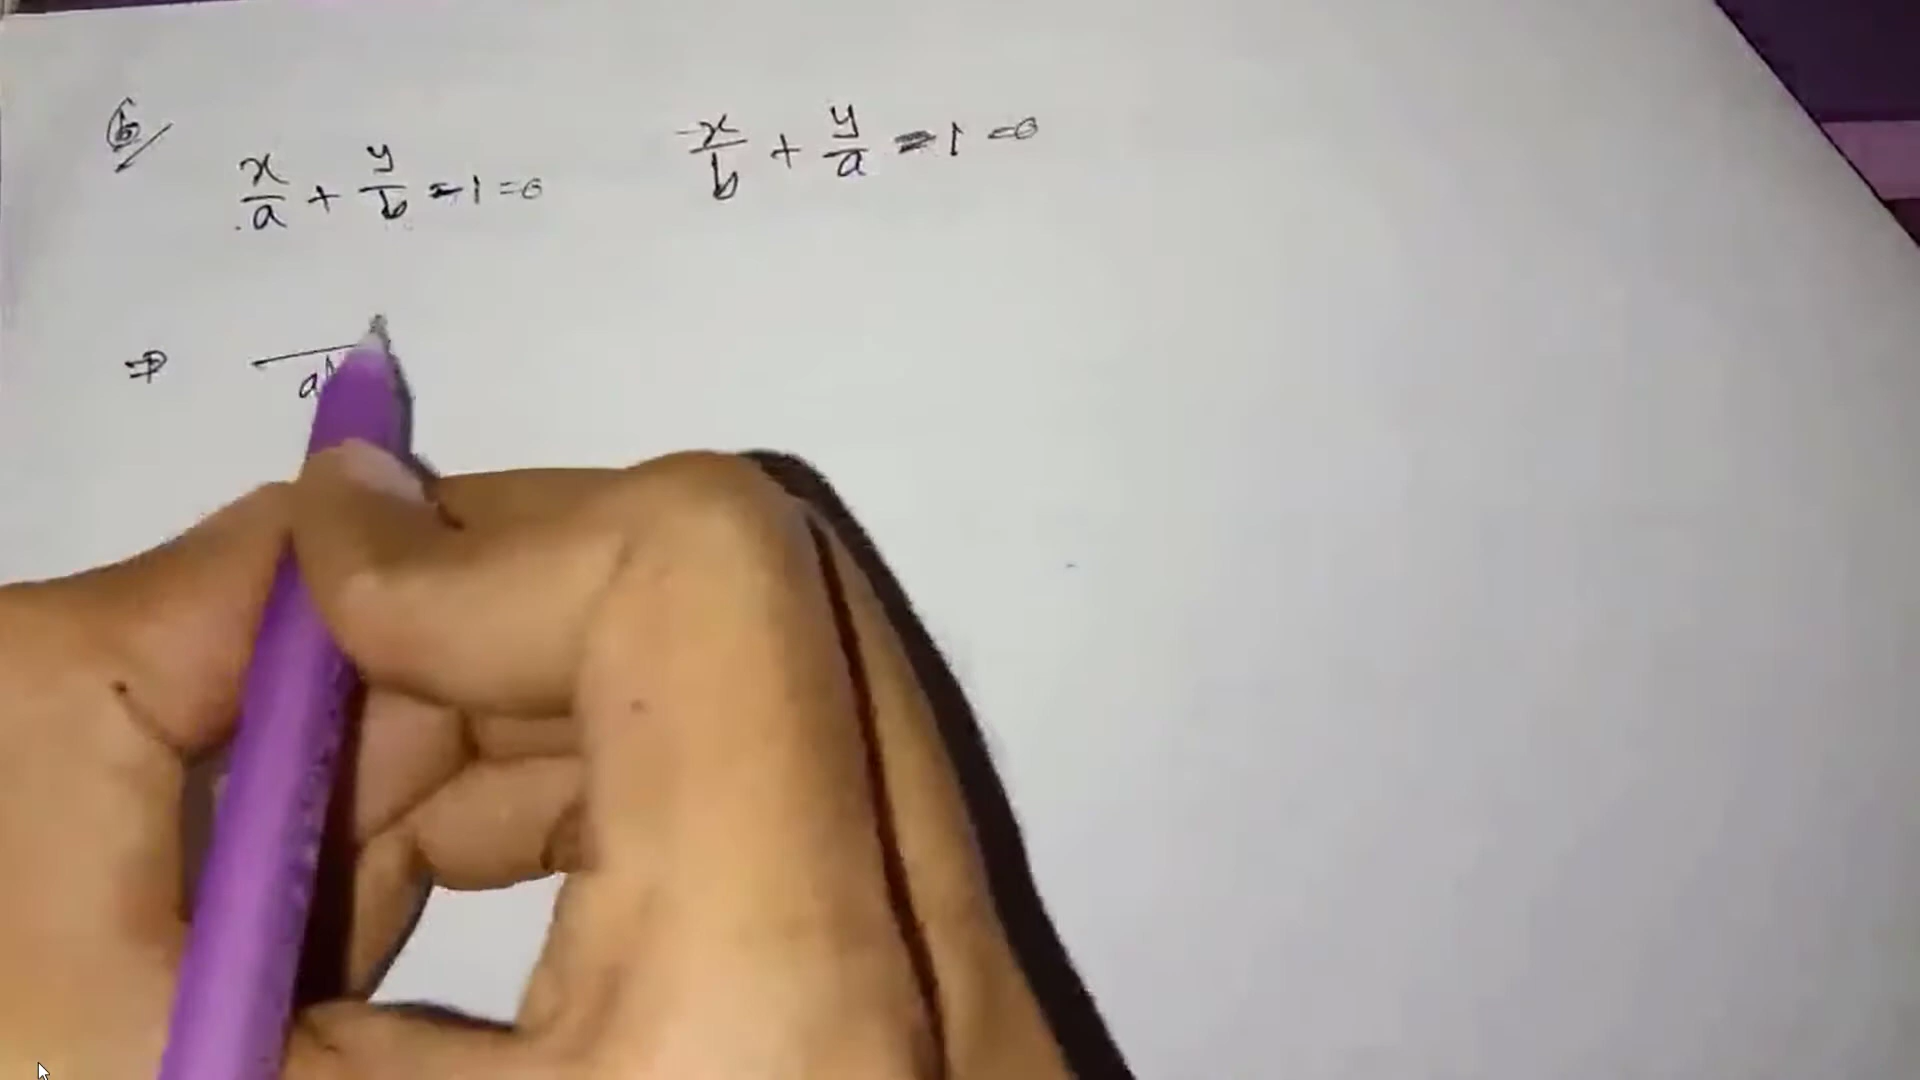 6/
x/a + y/b - 1 = 0
x/b + y/a - 1 = 0
⇒ /a